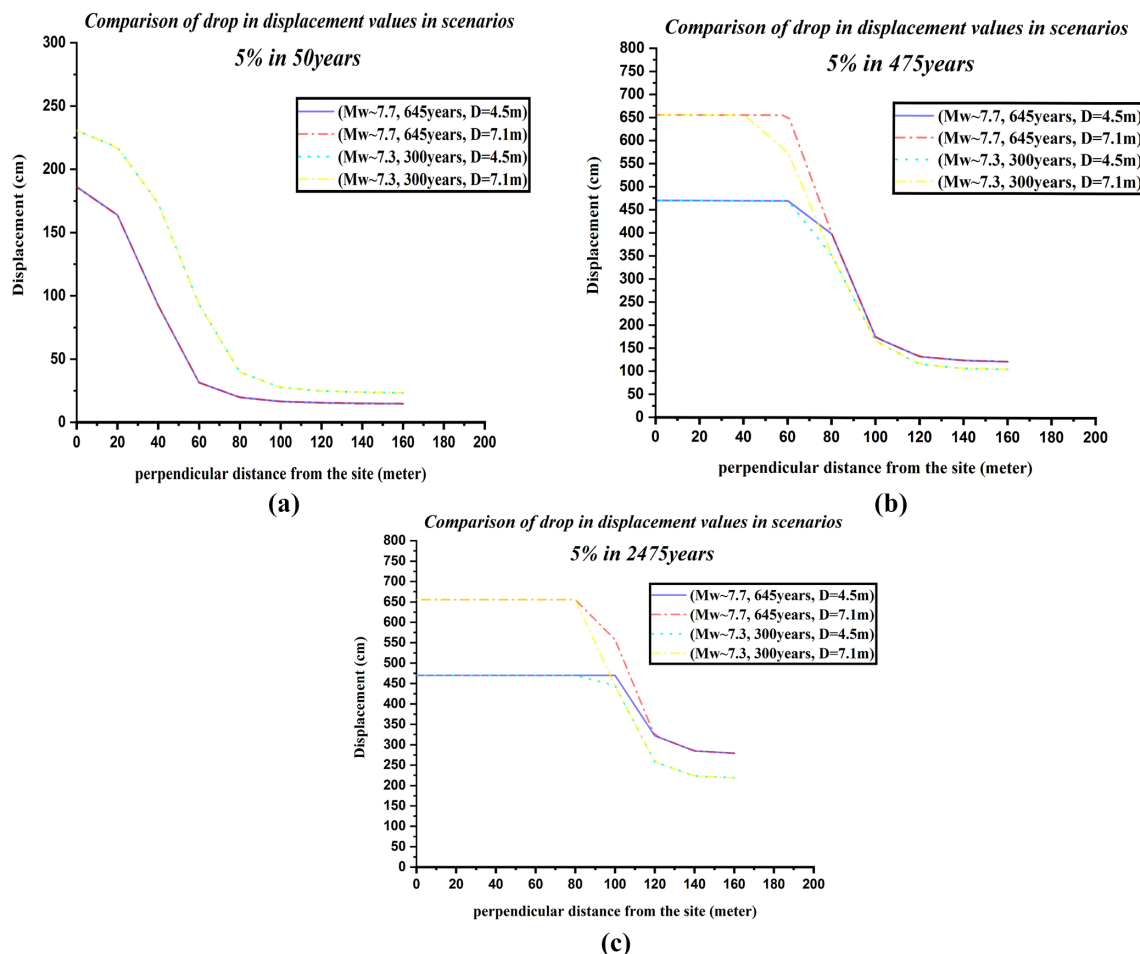 Comparison of drop in displacement values in scenarios
5% in 50years
(Mw~7.7, 645years, D=4.5m)
(Mw~7.7, 645years, D=7.1m)
(Mw~7.3, 300years, D=4.5m)
(Mw~7.3, 300years, D=7.1m)
Displacement (cm)
300
250
200
150
100
50
0
0 20 40 60 80 100 120 140 160 180 200
perpendicular distance from the site (meter)
(a)
Comparison of drop in displacement values in scenarios
5% in 475years
(Mw~7.7, 645years, D=4.5m)
(Mw~7.7, 645years, D=7.1m)
(Mw~7.3, 300years, D=4.5m)
(Mw~7.3, 300years, D=7.1m)
Displacement (cm)
800
750
700
650
600
550
500
450
400
350
300
250
200
150
100
50
0
0 20 40 60 80 100 120 140 160 180 200
perpendicular distance from the site (meter)
(b)
Comparison of drop in displacement values in scenarios
5% in 2475years
(Mw~7.7, 645years, D=4.5m)
(Mw~7.7, 645years, D=7.1m)
(Mw~7.3, 300years, D=4.5m)
(Mw~7.3, 300years, D=7.1m)
Displacement (cm)
800
750
700
650
600
550
500
450
400
350
300
250
200
150
100
50
0
0 20 40 60 80 100 120 140 160 180 200
perpendicular distance from the site (meter)
(c)